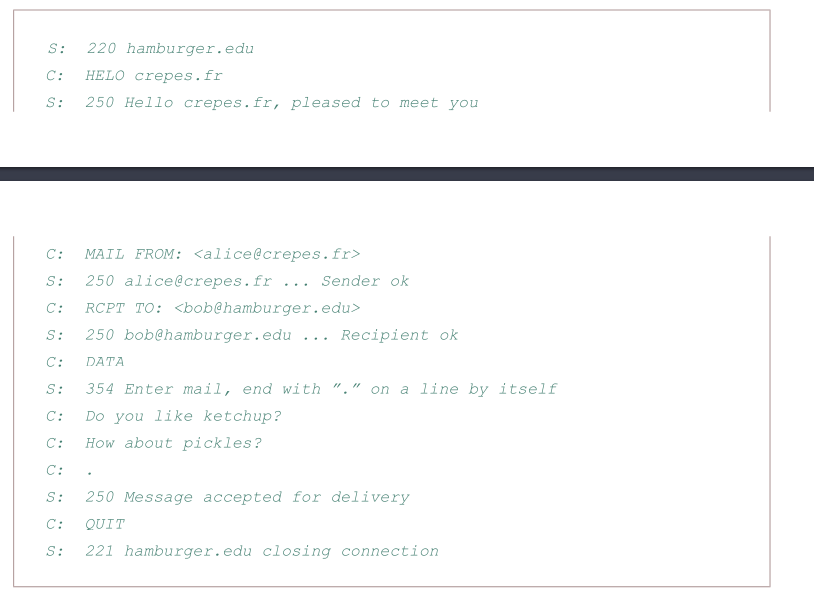 S: 220 hamburger.edu
C: HELO crepes.fr
S: 250 Hello crepes.fr, pleased to meet you
C: MAIL FROM: <alice@crepes.fr>
S: 250 alice@crepes.fr ... Sender ok
C: RCPT TO: <bob@hamburger.edu>
S: 250 bob@hamburger.edu ... Recipient ok
C: DATA
S: 354 Enter mail, end with ”.” on a line by itself
C: Do you like ketchup?
C: How about pickles?
C: .
S: 250 Message accepted for delivery
C: QUIT
S: 221 hamburger.edu closing connection